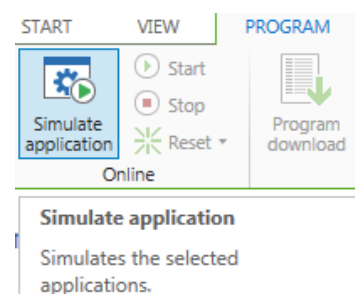 START VIEW PROGRAM
Simulate application
Start
Stop
Reset
Program download
Online
Simulate application
Simulates the selected
applications.